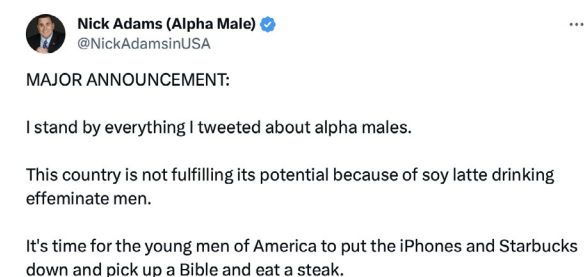 Nick Adams (Alpha Male)
@NickAdamsinUSA
MAJOR ANNOUNCEMENT:
I stand by everything I tweeted about alpha males.
This country is not fulfilling its potential because of soy latte drinking
effeminate men.
It's time for the young men of America to put the iPhones and Starbucks
down and pick up a Bible and eat a steak.